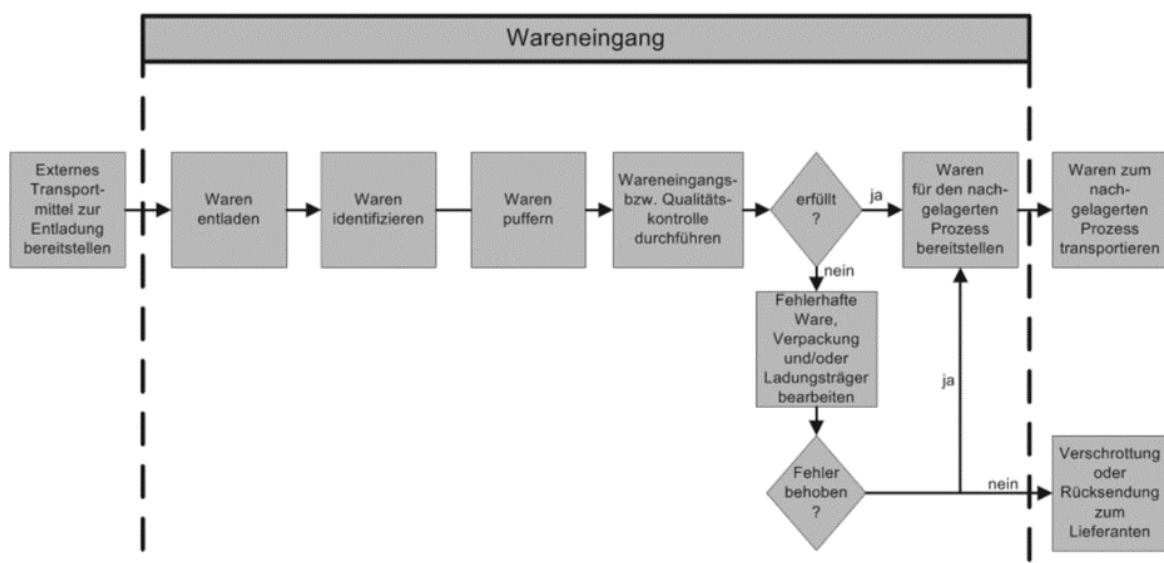 Wareneingang
Externes
Transport-
mittel zur
Entladung
bereitstellen
Waren
entladen
Waren
identifizieren
Waren
puffern
Wareneingangs-
bzw. Qualitäts-
kontrolle
durchführen
erfüllt
?
ja
Waren
für den nach-
gelagerten
Prozess
bereitstellen
Waren zum
nach-
gelagerten
Prozess
transportieren
nein
Fehlerhafte
Ware,
Verpackung
und/oder
Ladungsträger
bearbeiten
ja
Fehler
behoben
?
nein
Verschrottung
oder
Rücksendung
zum
Lieferanten